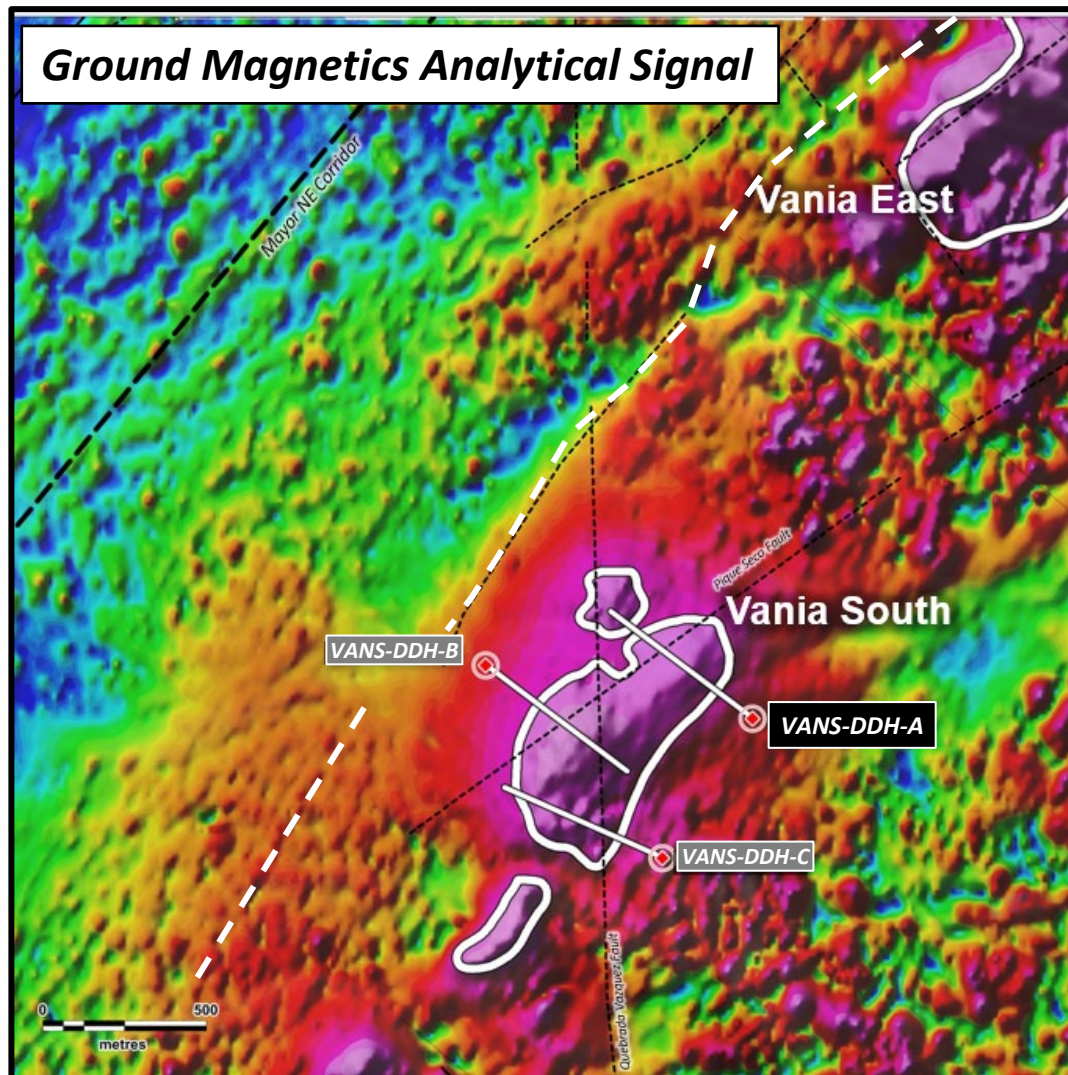 Ground Magnetics Analytical Signal
Mayor NE Corridor
Vania East
Pique Seco Fault
Vania South
VANS-DDH-B
VANS-DDH-A
VANS-DDH-C
Quebrada Vazquez Fault
0 500
metres